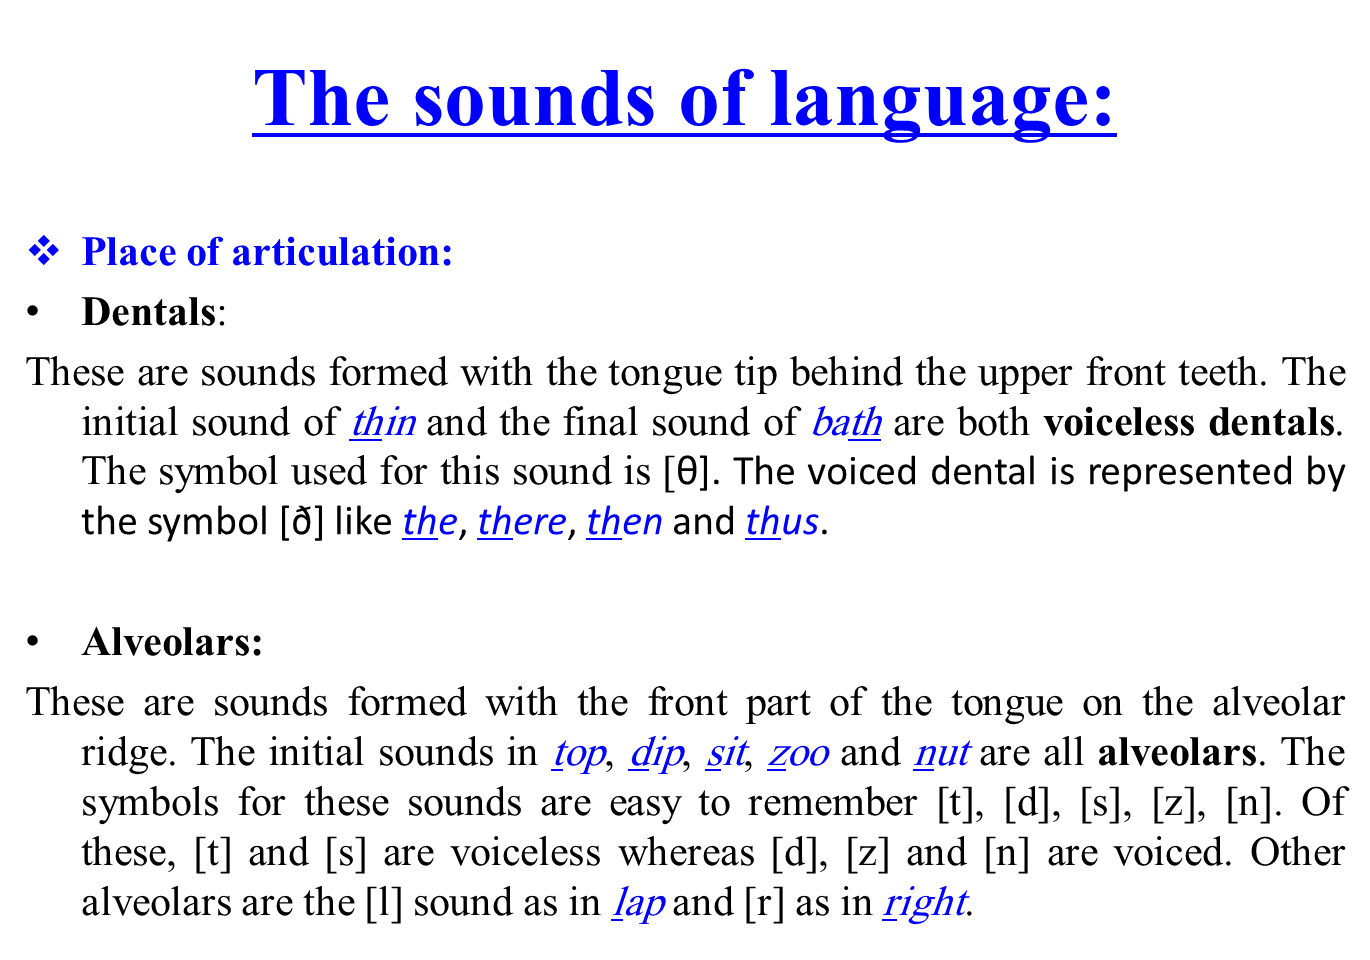 The sounds of language:
❖ Place of articulation:
• Dentals:
These are sounds formed with the tongue tip behind the upper front teeth. The
initial sound of thin and the final sound of bath are both voiceless dentals.
The symbol used for this sound is [θ]. The voiced dental is represented by
the symbol [ð] like the, there, then and thus.
• Alveolars:
These are sounds formed with the front part of the tongue on the alveolar
ridge. The initial sounds in top, dip, sit, zoo and nut are all alveolars. The
symbols for these sounds are easy to remember [t], [d], [s], [z], [n]. Of
these, [t] and [s] are voiceless whereas [d], [z] and [n] are voiced. Other
alveolars are the [l] sound as in lap and [r] as in right.